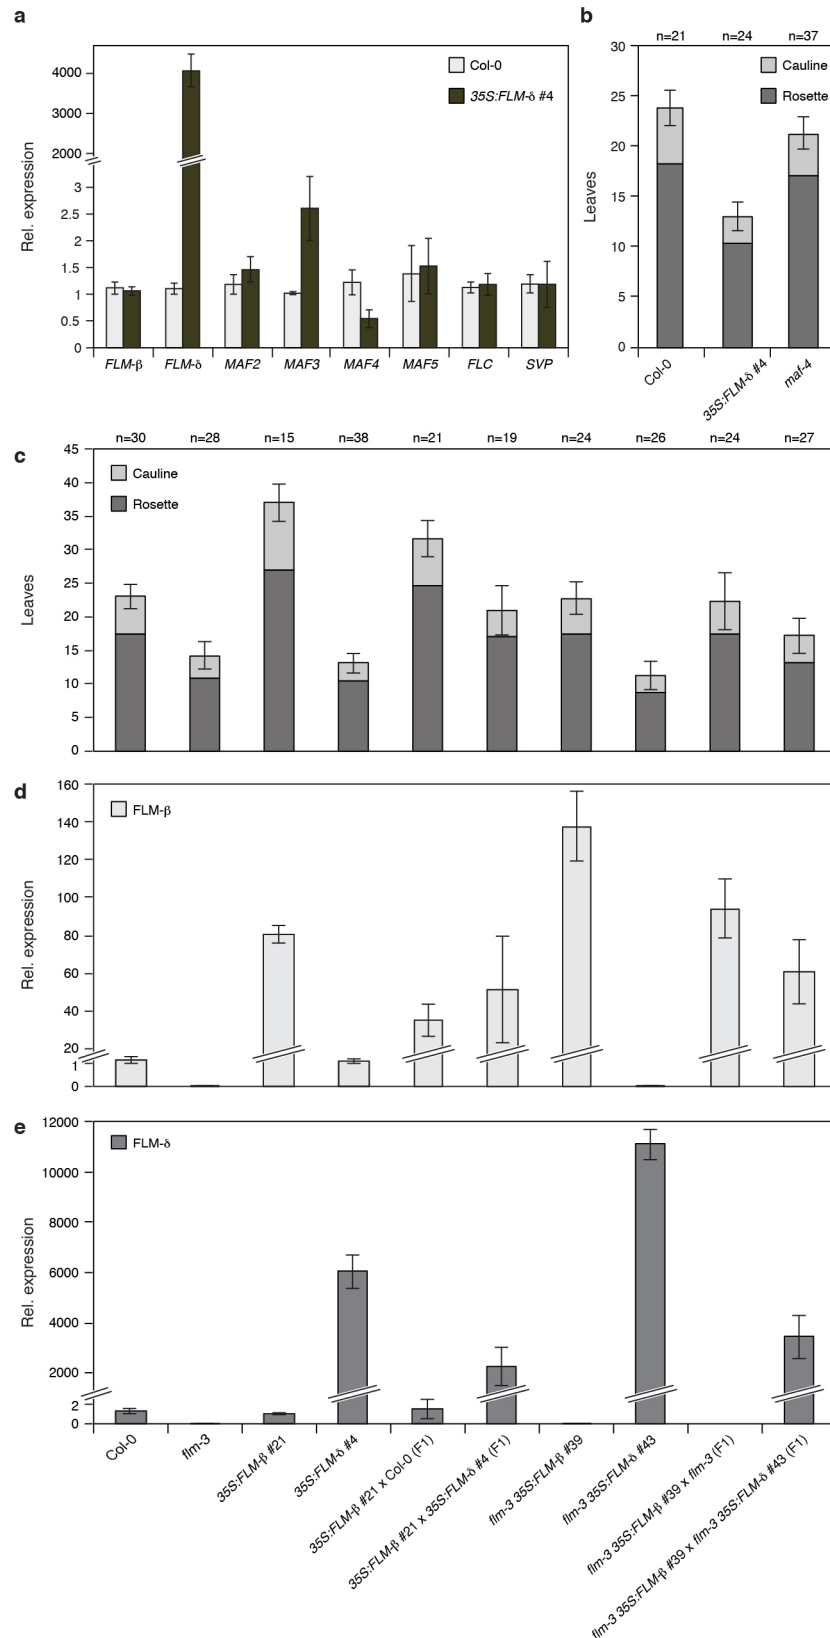 a
Rel. expression
4000
3000
2000
3
2.5
2
1.5
1
0.5
0
Col-0
35S:FLM-δ #4
FLM-β FLM-δ MAF2 MAF3 MAF4 MAF5 FLC SVP
b
n=21 n=24 n=37
Leaves
30
25
20
15
10
5
0
Cauline
Rosette
Col-0
35S:FLM-δ #4
maf-4
c
n=30 n=28 n=15 n=38 n=21 n=19 n=24 n=26 n=24 n=27
Leaves
45
40
35
30
25
20
15
10
5
0
Cauline
Rosette
d
Rel. expression
160
140
120
100
80
60
40
20
1
0
FLM-β
e
Rel. expression
12000
10000
8000
6000
4000
2000
2
0
FLM-δ
Col-0
flm-3
35S:FLM-β #21
35S:FLM-δ #4
35S:FLM-β #21 x Col-0 (F1)
35S:FLM-β #21 x 35S:FLM-δ #4 (F1)
flm-3 35S:FLM-β #39
flm-3 35S:FLM-δ #43
flm-3 35S:FLM-β #39 x flm-3 (F1)
flm-3 35S:FLM-β #39 x flm-3 35S:FLM-δ #43 (F1)